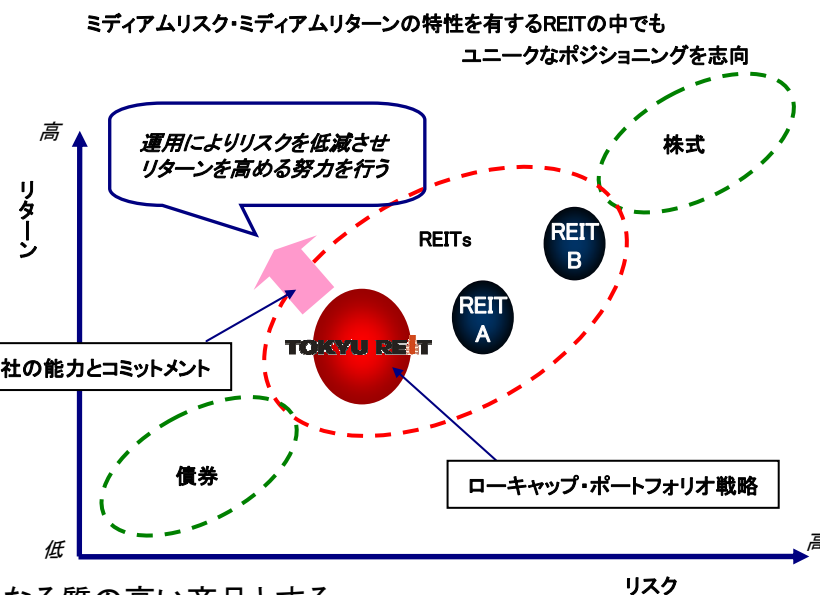 ミディアムリスク・ミディアムリターンの特性を有するREITの中でも
ユニークなポジショニングを志向
高
運用によりリスクを低減させ
リターンを高める努力を行う
株式
リターン
REITs
REIT
B
REIT
A
TOKYU REIT
社の能力とコミットメント
債券
ローキャップ・ポートフォリオ戦略
低
高
リスク